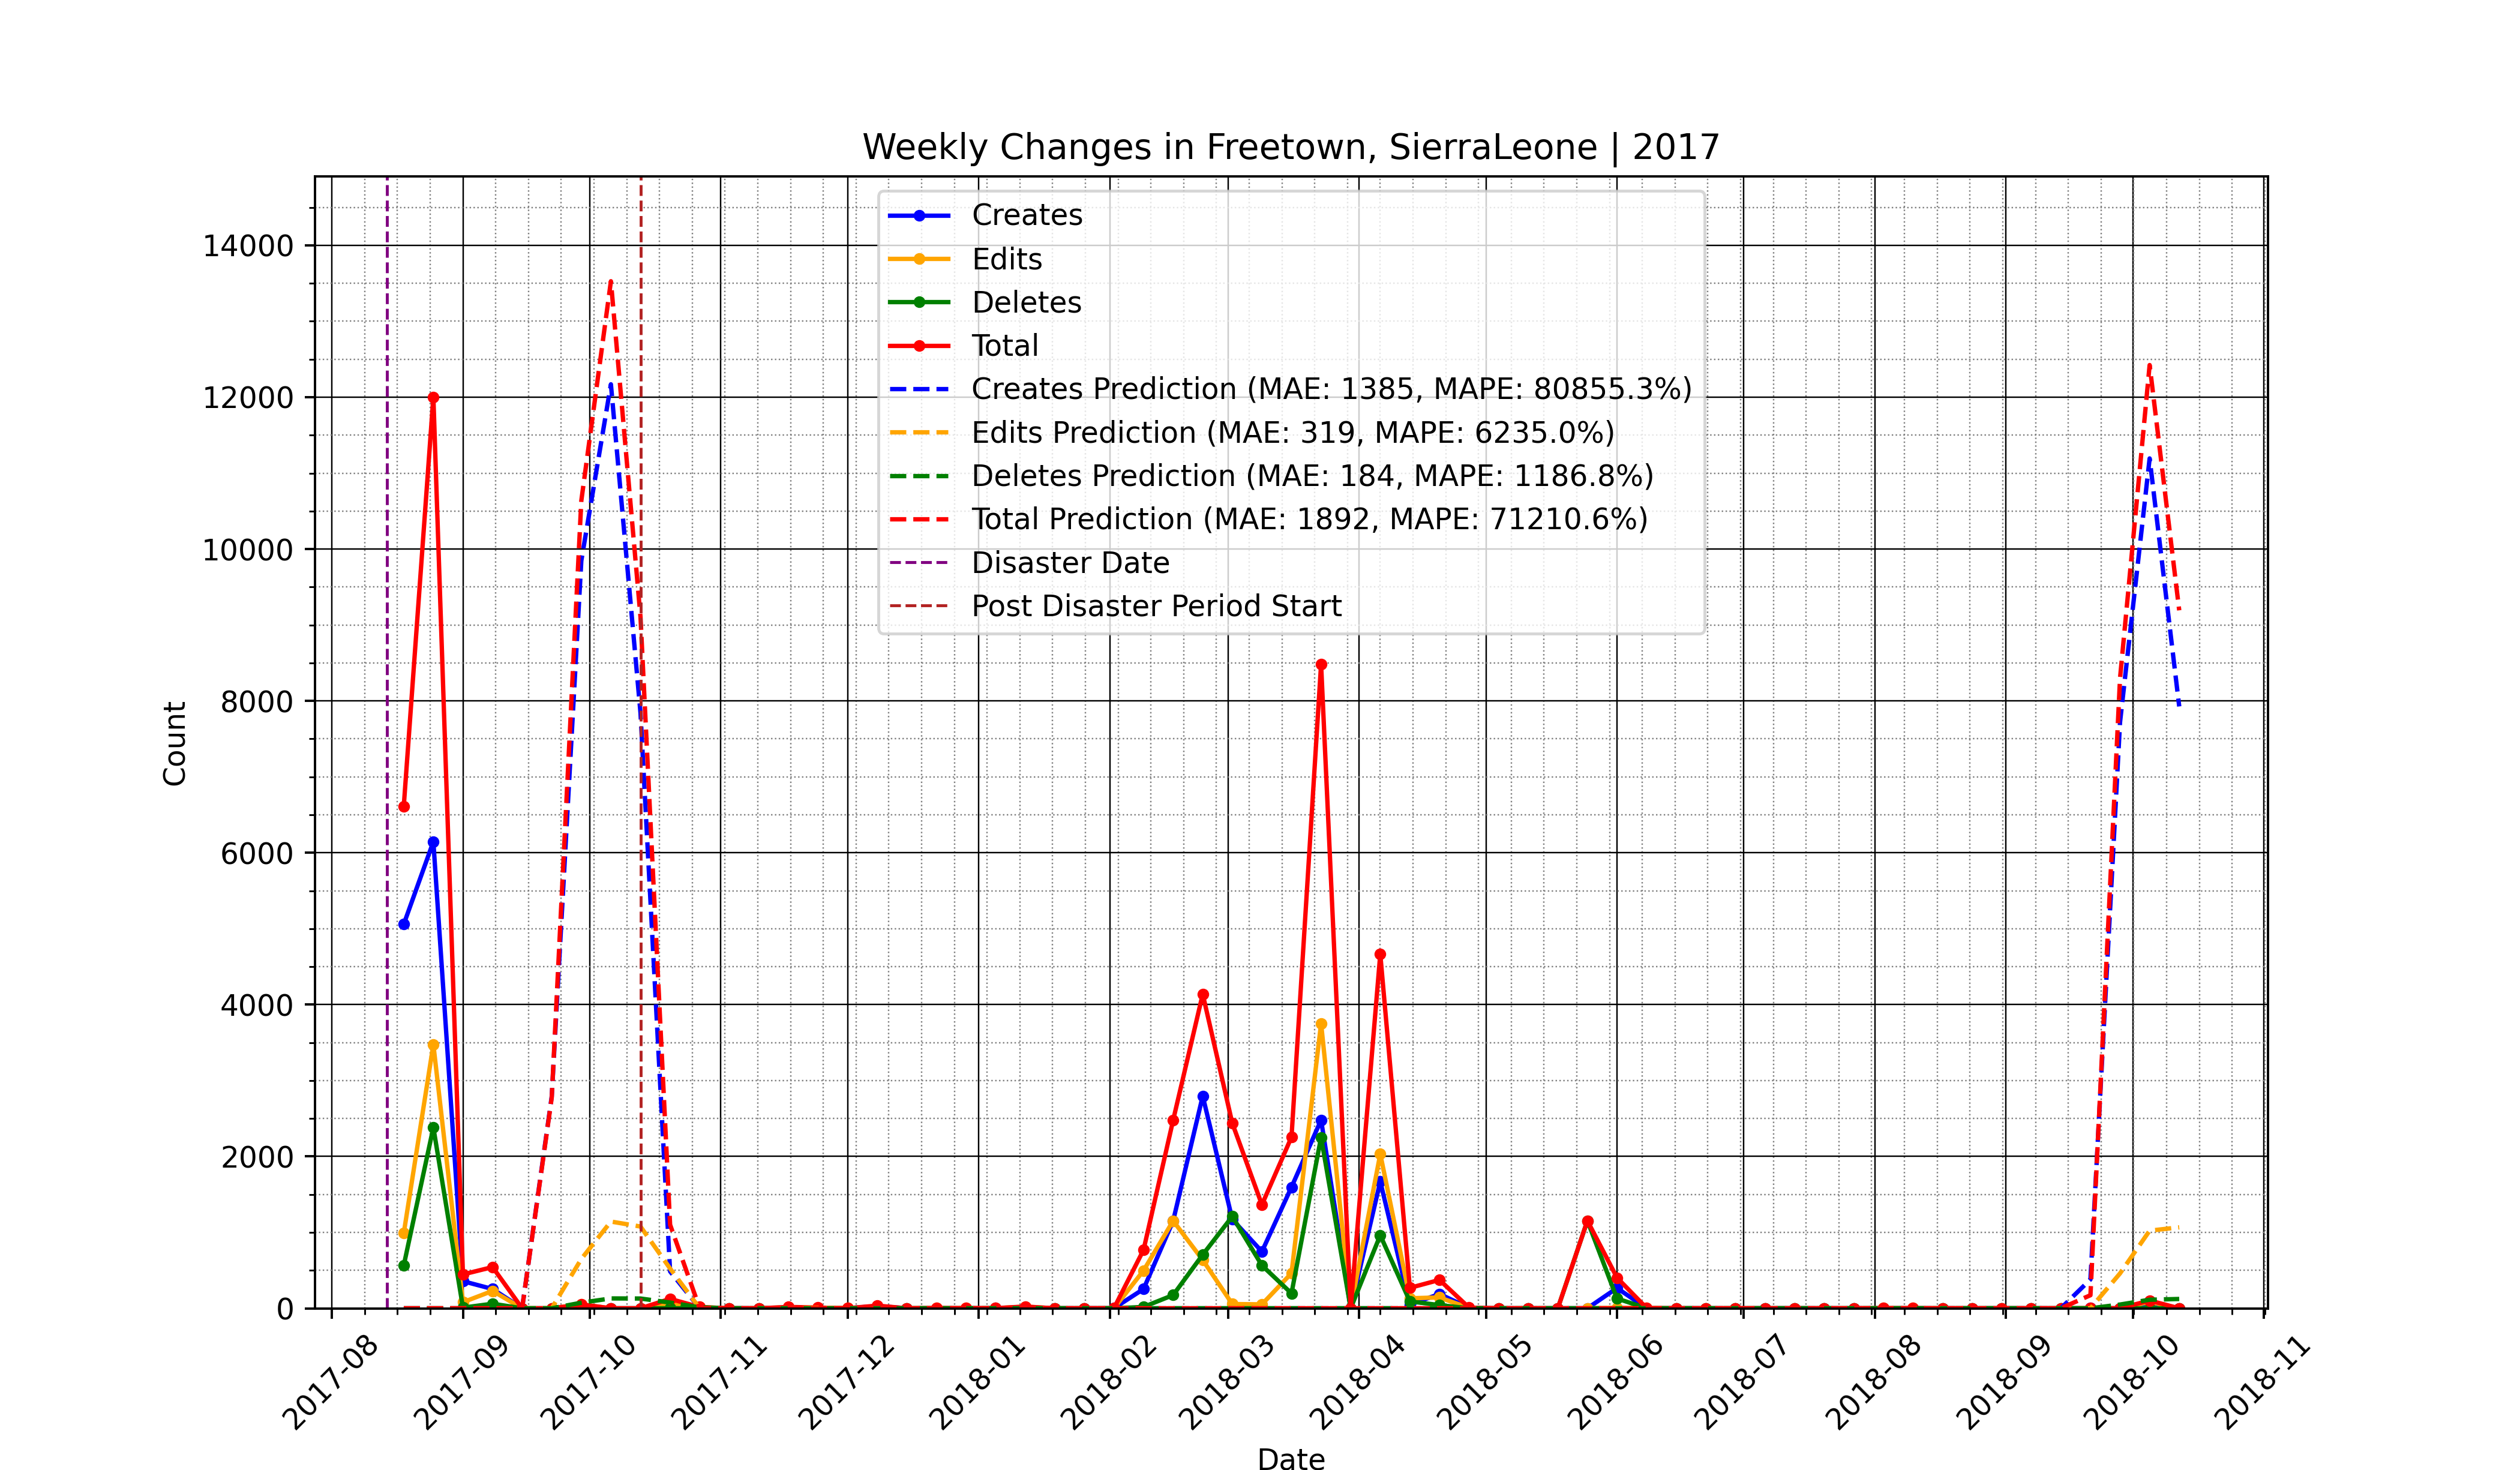 Weekly Changes in Freetown, SierraLeone | 2017
Creates
Edits
Deletes
Total
Creates Prediction (MAE: 1385, MAPE: 80855.3%)
Edits Prediction (MAE: 319, MAPE: 6235.0%)
Deletes Prediction (MAE: 184, MAPE: 1186.8%)
Total Prediction (MAE: 1892, MAPE: 71210.6%)
Disaster Date
Post Disaster Period Start
Count
14000
12000
10000
8000
6000
4000
2000
0
2017-08
2017-09
2017-10
2017-11
2017-12
2018-01
2018-02
2018-03
2018-04
2018-05
2018-06
2018-07
2018-08
2018-09
2018-10
2018-11
Date